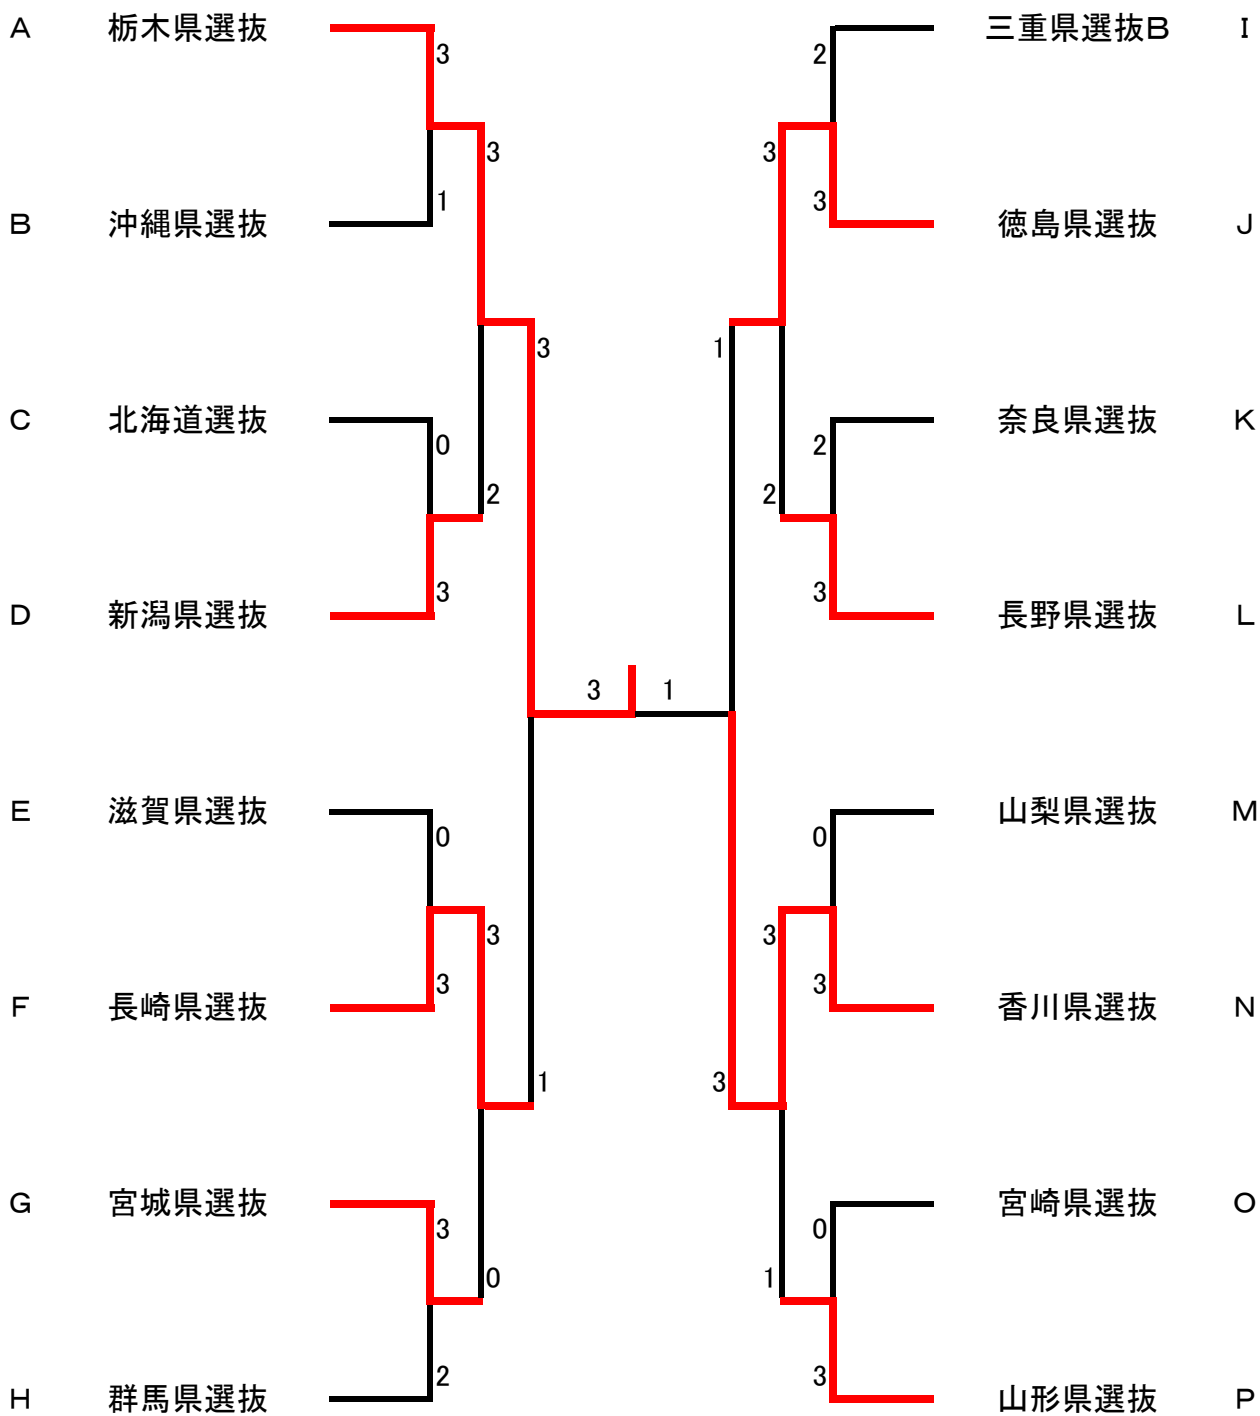 A 栃木県選抜 三重県選抜B I
3 2
3 3
1 3
B 沖縄県選抜 徳島県選抜 J
3 1
C 北海道選抜 奈良県選抜 K
0 2
2 2
3 3
D 新潟県選抜 長野県選抜 L
3 1
E 滋賀県選抜 山梨県選抜 M
0 0
3 3
3 3
F 長崎県選抜 香川県選抜 N
1 3
G 宮城県選抜 宮崎県選抜 O
3 0
0 1
2 3
H 群馬県選抜 山形県選抜 P